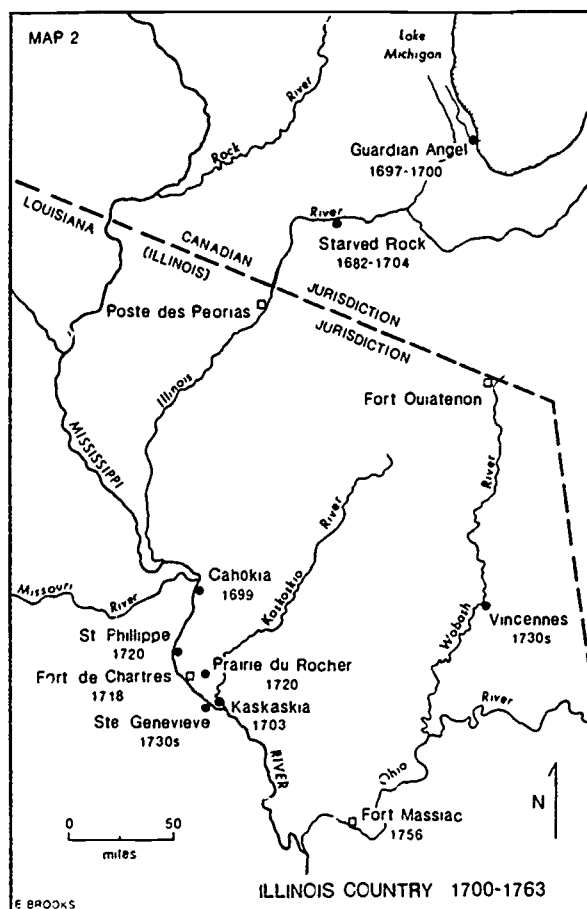 MAP 2
Lake
Michigan
River
Rock
Guardian Angel
1697-1700
LOUISIANA
CANADIAN
(ILLINOIS)
River
Starved Rock
1682-1704
JURISDICTION
JURISDICTION
Poste des Peorias
Illinois
Fort Ouiatenon
MISSISSIPPI
River
River
Kaskaskio
Missouri
River
Cahokia
1699
Wabash
Vincennes
1730s
St Phillippe
1720
Prairie du Rocher
1720
Fort de Chartres
1718
Kaskaskia
1703
Ste Genevieve
1730s
RIVER
River
Ohio
Fort Massiac
1756
N
0 50
miles
ILLINOIS COUNTRY 1700-1763
E BROOKS